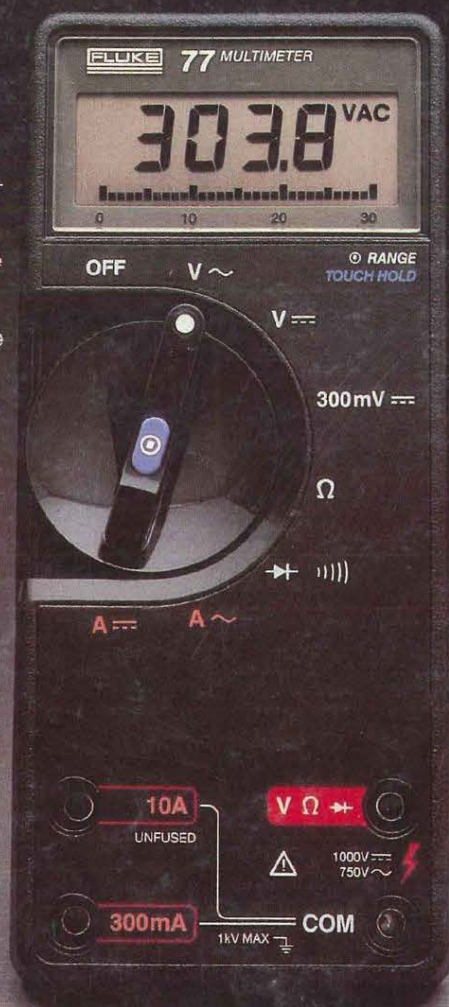 FLUKE 77 MULTIMETER
303.8 VAC
0 10 20 30
RANGE
TOUCH HOLD
OFF V~
V⎓
300mV⎓
Ω
A⎓ A~
10A V Ω
UNFUSED
1000V⎓
750V~
300mA COM
1kV MAX